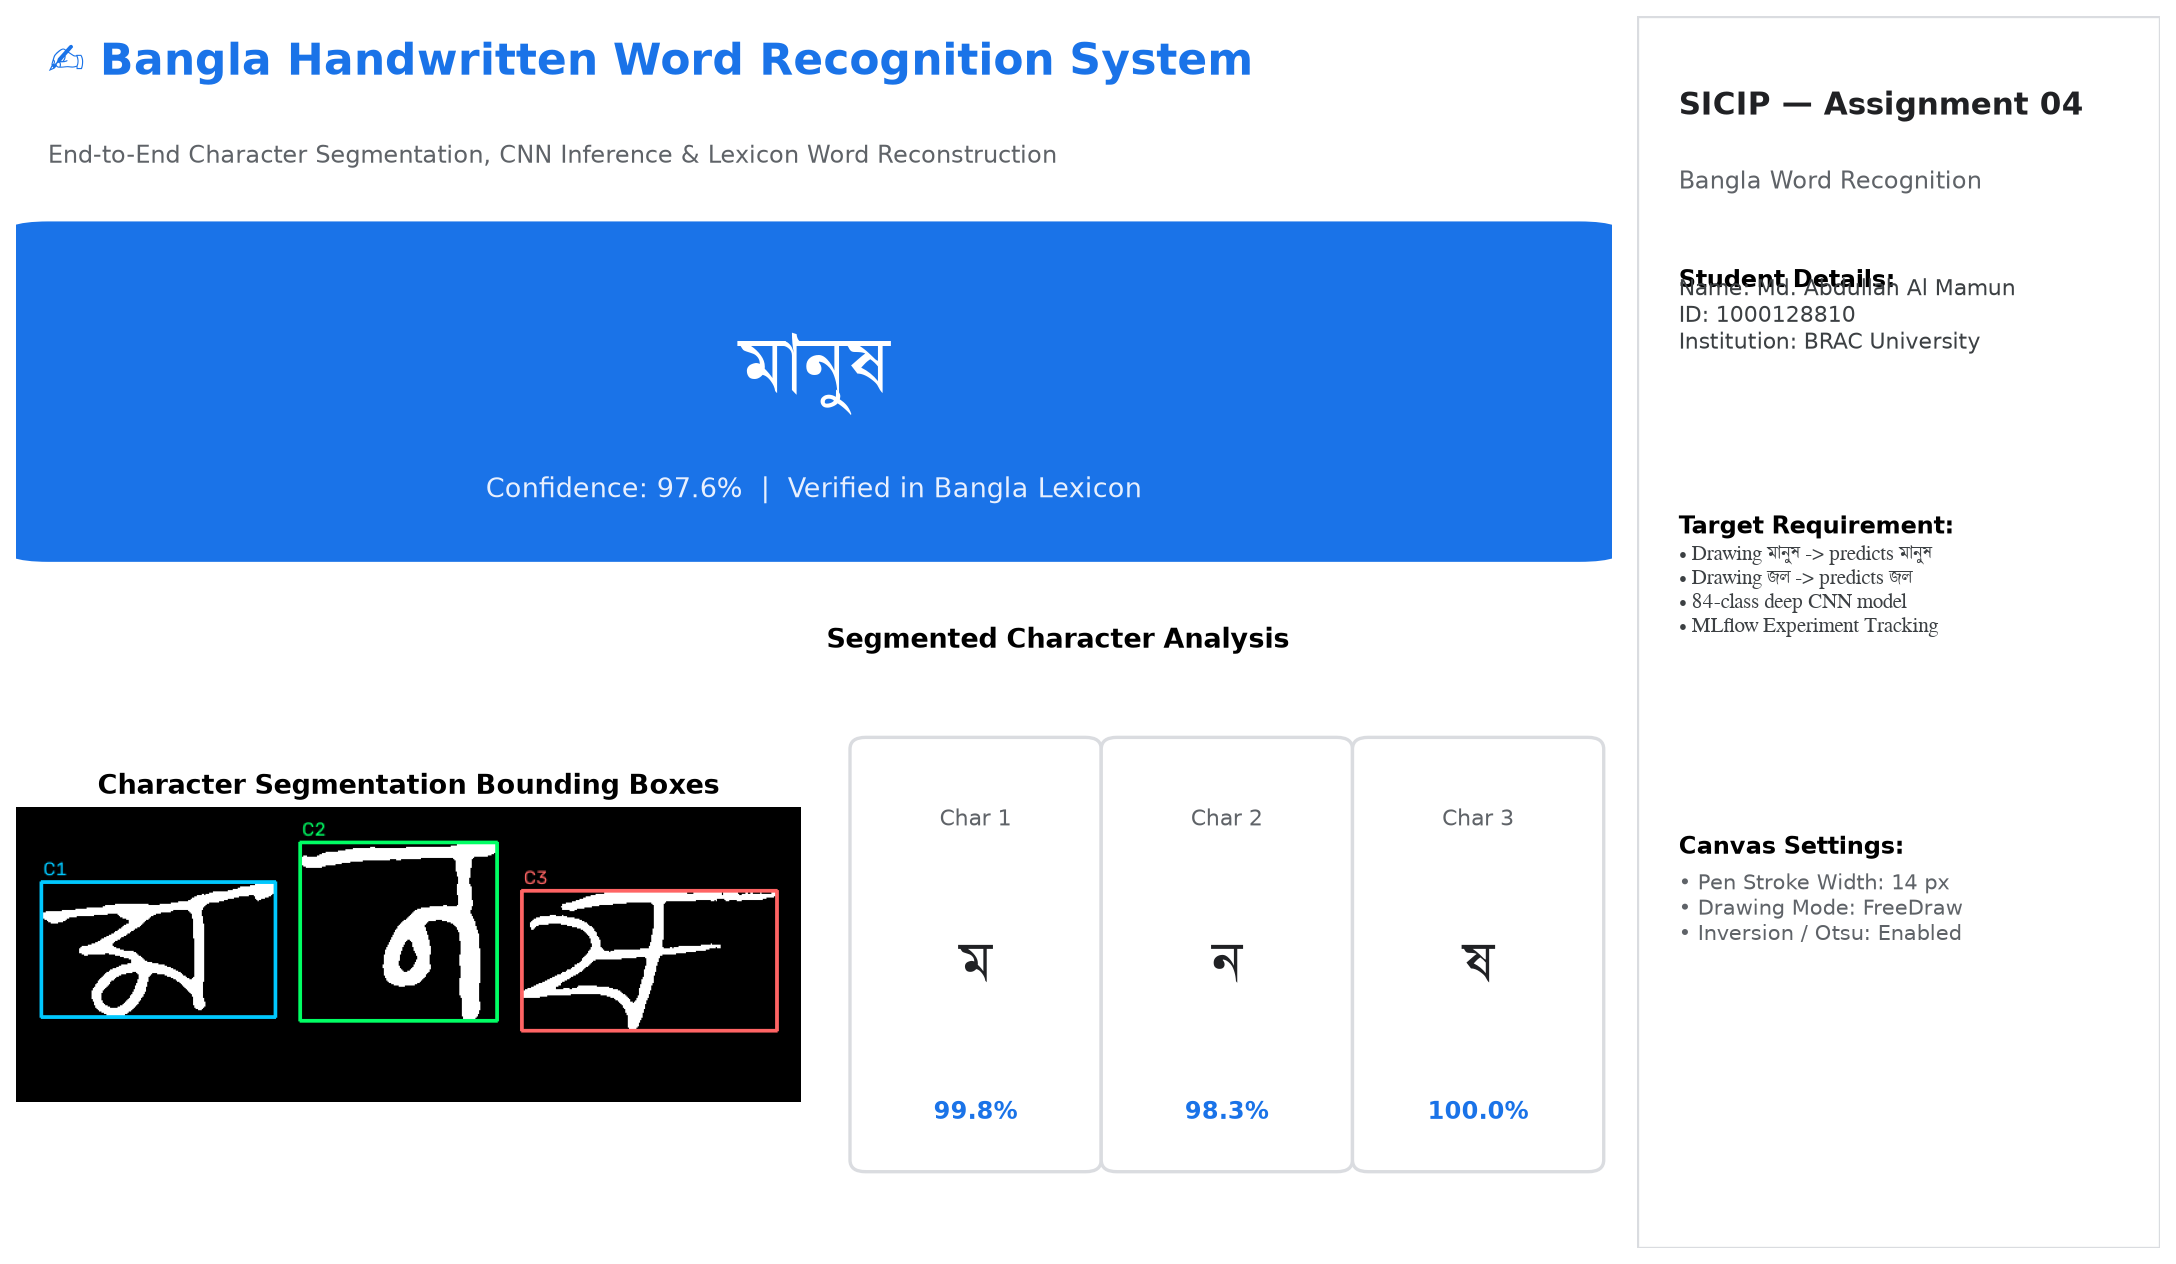 ✍ Bangla Handwritten Word Recognition System
End-to-End Character Segmentation, CNN Inference & Lexicon Word Reconstruction
মানুষ
Confidence: 97.6% | Verified in Bangla Lexicon
Segmented Character Analysis
Character Segmentation Bounding Boxes
C1
C2
C3
ম
ন
ষ
Char 1
Char 2
Char 3
ম
ন
ষ
99.8%
98.3%
100.0%
SICIP — Assignment 04
Bangla Word Recognition
Student Details:
Name: Md. Abdullah Al Mamun
ID: 1000128810
Institution: BRAC University
Target Requirement:
• Drawing মানুষ -> predicts মানুষ
• Drawing জল -> predicts জল
• 84-class deep CNN model
• MLflow Experiment Tracking
Canvas Settings:
• Pen Stroke Width: 14 px
• Drawing Mode: FreeDraw
• Inversion / Otsu: Enabled